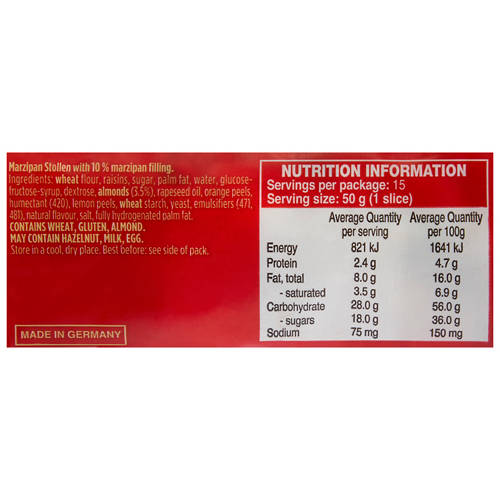 Marzipan Stollen with 10 % marzipan filling.
Ingredients: wheat flour, raisins, sugar, palm fat, water, glucose-
fructose-syrup, dextrose, almonds (3.5%), rapeseed oil, orange peels,
humectant (420), lemon peels, wheat starch, yeast, emulsifiers (471,
481), natural flavour, salt, fully hydrogenated palm fat.
CONTAINS WHEAT, GLUTEN, ALMOND.
MAY CONTAIN HAZELNUT, MILK, EGG.
Store in a cool, dry place. Best before: see side of pack.
MADE IN GERMANY
NUTRITION INFORMATION
Servings per package: 15
Serving size: 50 g (1 slice)
Average Quantity Average Quantity
per serving per 100g
Energy 821 kJ 1641 kJ
Protein 2.4 g 4.7 g
Fat, total 8.0 g 16.0 g
- saturated 3.5 g 6.9 g
Carbohydrate 28.0 g 56.0 g
- sugars 18.0 g 36.0 g
Sodium 75 mg 150 mg